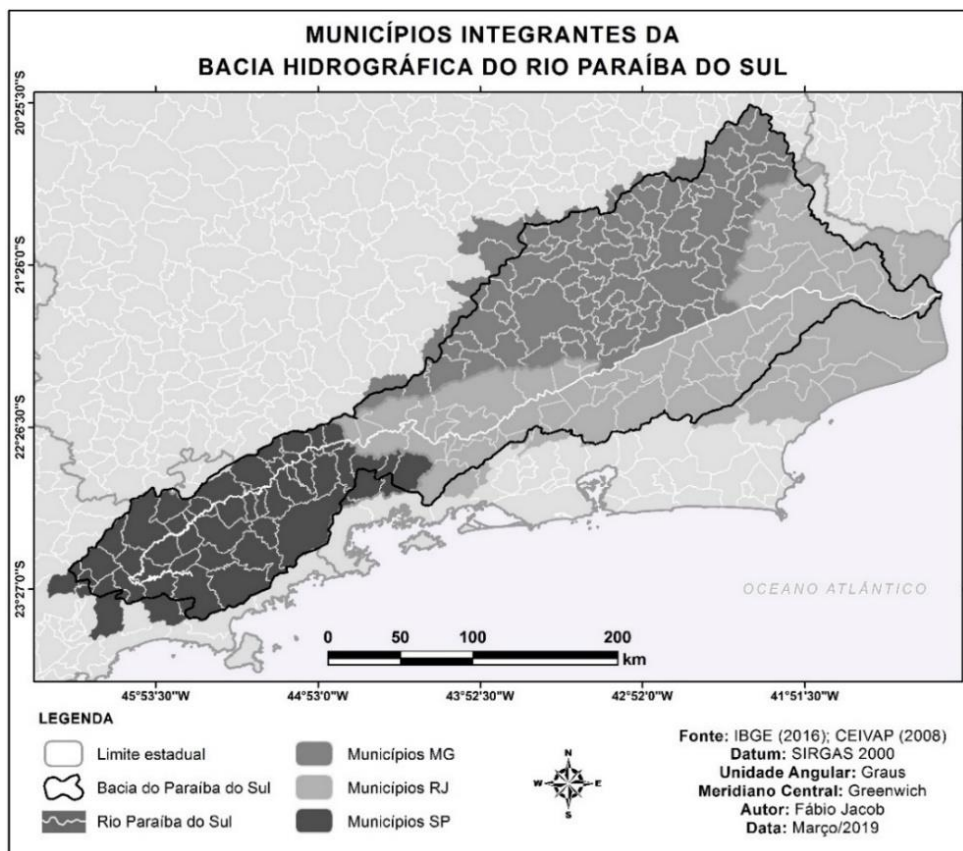 MUNICÍPIOS INTEGRANTES DA
BACIA HIDROGRÁFICA DO RIO PARAÍBA DO SUL
20°25'30"S
21°26'0"S
22°26'30"S
23°27'0"S
OCEANO ATLÂNTICO
0 50 100 200
km
45°53'30"W 44°53'0"W 43°52'30"W 42°52'0"W 41°51'30"W
LEGENDA
Limite estadual
Bacia do Paraíba do Sul
Rio Paraíba do Sul
Municípios MG
Municípios RJ
Municípios SP
N
W E
S
Fonte: IBGE (2016); CEIVAP (2008)
Datum: SIRGAS 2000
Unidade Angular: Graus
Meridiano Central: Greenwich
Autor: Fábio Jacob
Data: Março/2019